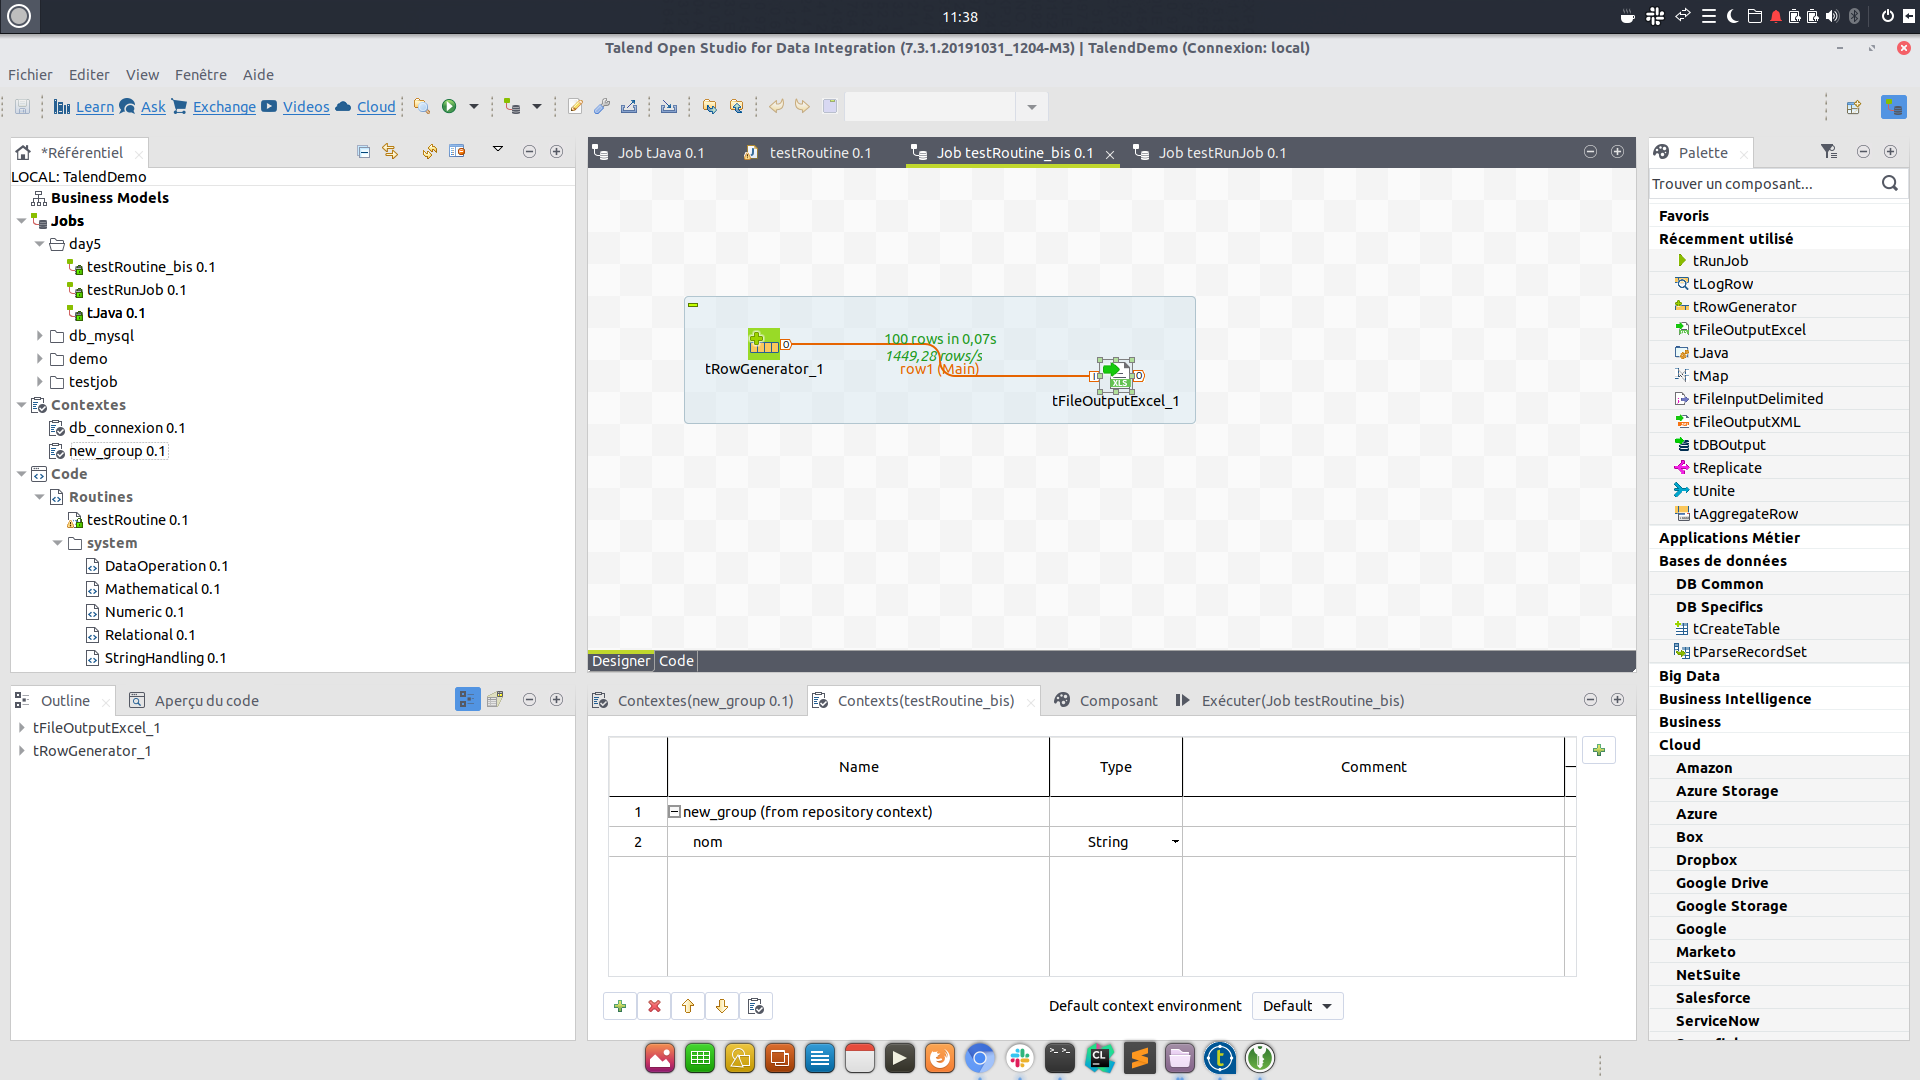 11:38
Talend Open Studio for Data Integration (7.3.1.20191031_1204-M3) | TalendDemo (Connexion: local)
Fichier Editer View Fenêtre Aide
Learn Ask Exchange Videos Cloud
*Référentiel
LOCAL: TalendDemo
Business Models
Jobs
day5
testRoutine_bis 0.1
testRunJob 0.1
tJava 0.1
db_mysql
demo
testjob
Contextes
db_connexion 0.1
new_group 0.1
Code
Routines
testRoutine 0.1
system
DataOperation 0.1
Mathematical 0.1
Numeric 0.1
Relational 0.1
StringHandling 0.1
Outline Aperçu du code
tFileOutputExcel_1
tRowGenerator_1
Job tJava 0.1 testRoutine 0.1 Job testRoutine_bis 0.1 Job testRunJob 0.1
100 rows in 0,07s
1449,28 rows/s
row1 (Main)
tRowGenerator_1
XLS
tFileOutputExcel_1
Designer Code
Contextes(new_group 0.1) Contexts(testRoutine_bis) Composant Exécuter(Job testRoutine_bis)
Name Type Comment
1 new_group (from repository context)
2 nom String
Default context environment Default
Palette
Trouver un composant...
Favoris
Récemment utilisé
tRunJob
tLogRow
tRowGenerator
tFileOutputExcel
tJava
tMap
tFileInputDelimited
tFileOutputXML
tDBOutput
tReplicate
tUnite
tAggregateRow
Applications Métier
Bases de données
DB Common
DB Specifics
tCreateTable
tParseRecordSet
Big Data
Business Intelligence
Business
Cloud
Amazon
Azure Storage
Azure
Box
Dropbox
Google Drive
Google Storage
Google
Marketo
NetSuite
Salesforce
ServiceNow
CL